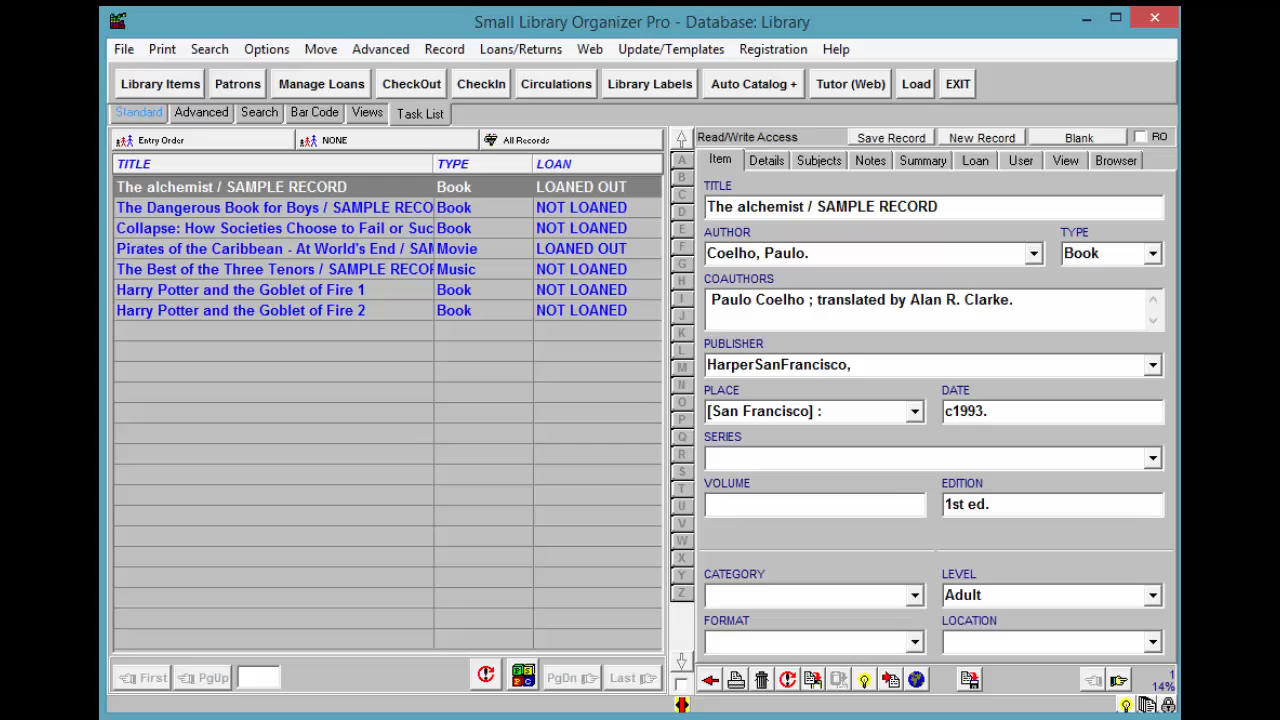 Small Library Organizer Pro - Database: Library
File Print Search Options Move Advanced Record Loans/Returns Web Update/Templates Registration Help
Library Items Patrons Manage Loans CheckOut CheckIn Circulations Library Labels Auto Catalog + Tutor (Web) Load EXIT
Standard Advanced Search Bar Code Views Task List
Entry Order NONE All Records
TITLE TYPE LOAN
The alchemist / SAMPLE RECORD Book LOANED OUT
The Dangerous Book for Boys / SAMPLE RECO Book NOT LOANED
Collapse: How Societies Choose to Fail or Suc Book NOT LOANED
Pirates of the Caribbean - At World's End / SAM Movie LOANED OUT
The Best of the Three Tenors / SAMPLE RECOR Music NOT LOANED
Harry Potter and the Goblet of Fire 1 Book NOT LOANED
Harry Potter and the Goblet of Fire 2 Book NOT LOANED
First PgUp PgDn Last
A
B
C
D
E
F
G
H
I
J
K
L
M
N
O
P
Q
R
S
T
U
V
W
X
Y
Z
Read/Write Access Save Record New Record Blank RO
Item Details Subjects Notes Summary Loan User View Browser
TITLE
The alchemist / SAMPLE RECORD
AUTHOR TYPE
Coelho, Paulo. Book
COAUTHORS
Paulo Coelho ; translated by Alan R. Clarke.
PUBLISHER
HarperSanFrancisco,
PLACE DATE
[San Francisco] : c1993.
SERIES
VOLUME EDITION
1st ed.
CATEGORY LEVEL
Adult
FORMAT LOCATION
1
14%